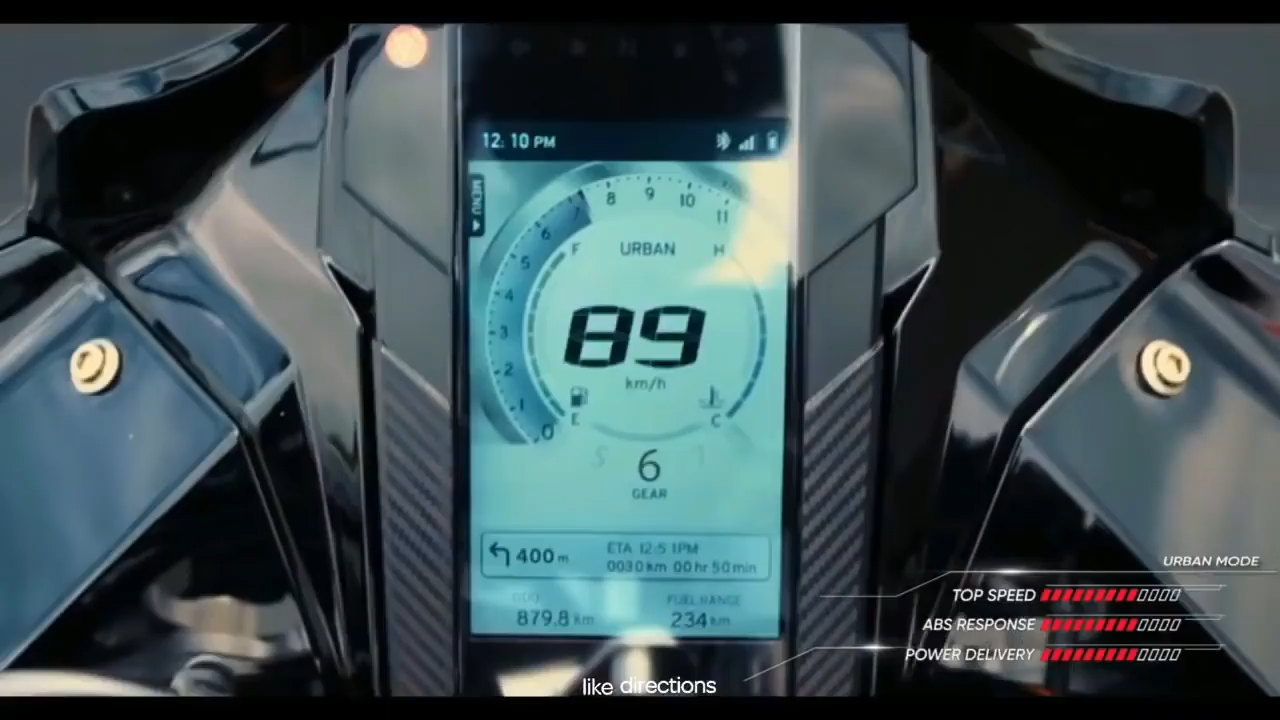 12:10 PM
MENU
8 9 10 11
7
6
5
4
3
2
1
0
F URBAN H
89
km/h
E C
5 6
GEAR
400 m
ETA 12:51PM
0030 km 00 hr 50 min
ODO FUEL RANGE
879.8 km 234 km
URBAN MODE
TOP SPEED
ABS RESPONSE
POWER DELIVERY
like directions